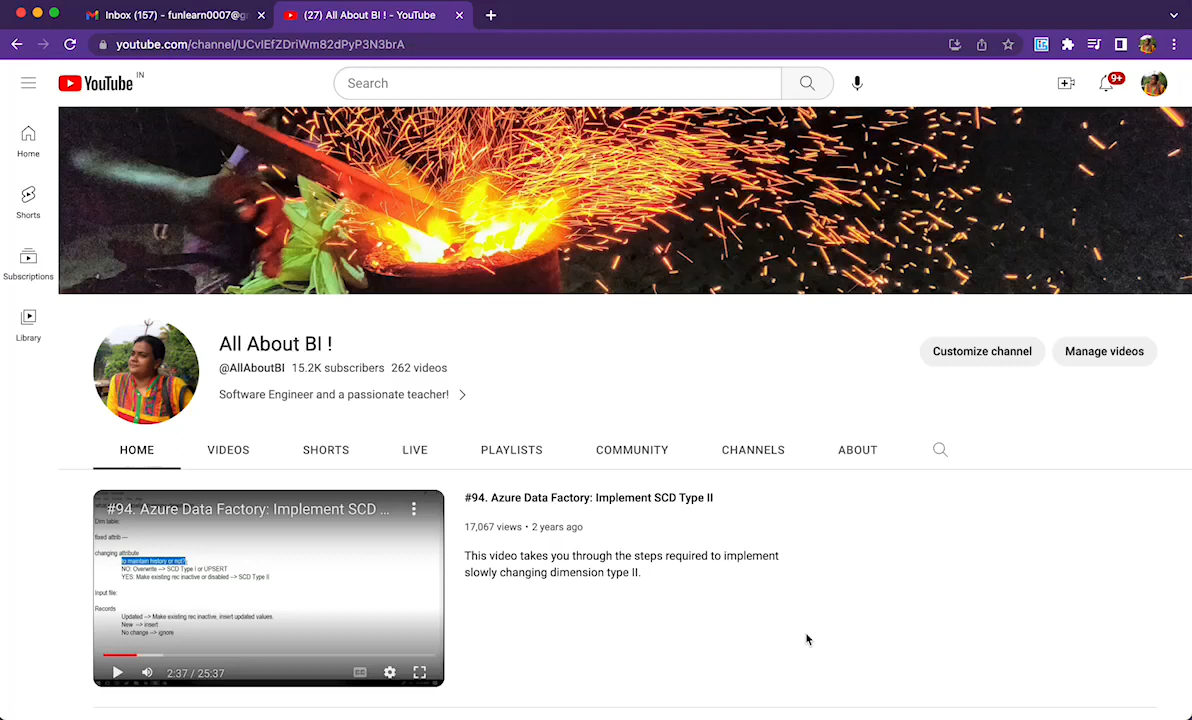 Inbox (157) - funlearn0007@gm
(27) All About BI ! - YouTube
youtube.com/channel/UCvIEfZDriWm82dPyP3N3brA
YouTube IN
Search
9+
Home
Shorts
Subscriptions
Library
All About BI !
@AllAboutBI 15.2K subscribers 262 videos
Software Engineer and a passionate teacher!
Customize channel
Manage videos
HOME VIDEOS SHORTS LIVE PLAYLISTS COMMUNITY CHANNELS ABOUT
#94. Azure Data Factory: Implement SCD ...
Dim table:
fixed attrib ---
changing attribute
to maintain history or not?
NO: Overwrite --> SCD Type I or UPSERT
YES: Make existing rec inactive or disabled --> SCD Type II
Input file:
Records
Updated --> Make existing rec inactive, insert updated values.
New --> insert
No change --> ignore
2:37 / 25:37
#94. Azure Data Factory: Implement SCD Type II
17,067 views • 2 years ago
This video takes you through the steps required to implement
slowly changing dimension type II.